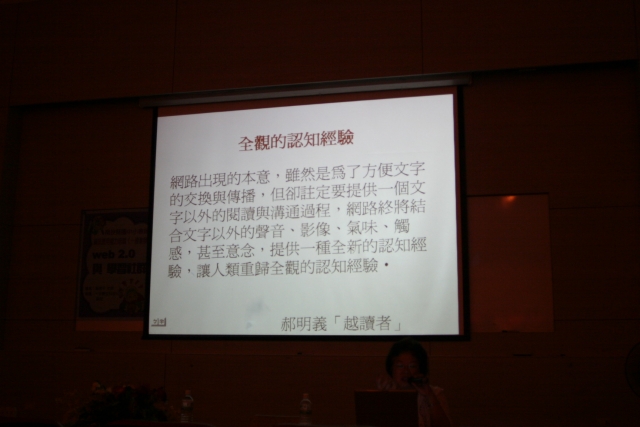 全觀的認知經驗
網路出現的本意，雖然是爲了方便文字
的交換與傳播，但卻註定要提供一個文
字以外的閱讀與溝通過程，網路終將結
合文字以外的聲音、影像、氣味、觸
感，甚至意念，提供一種全新的認知經
驗，讓人類重歸全觀的認知經驗。
郝明義「越讀者」
web 2.0